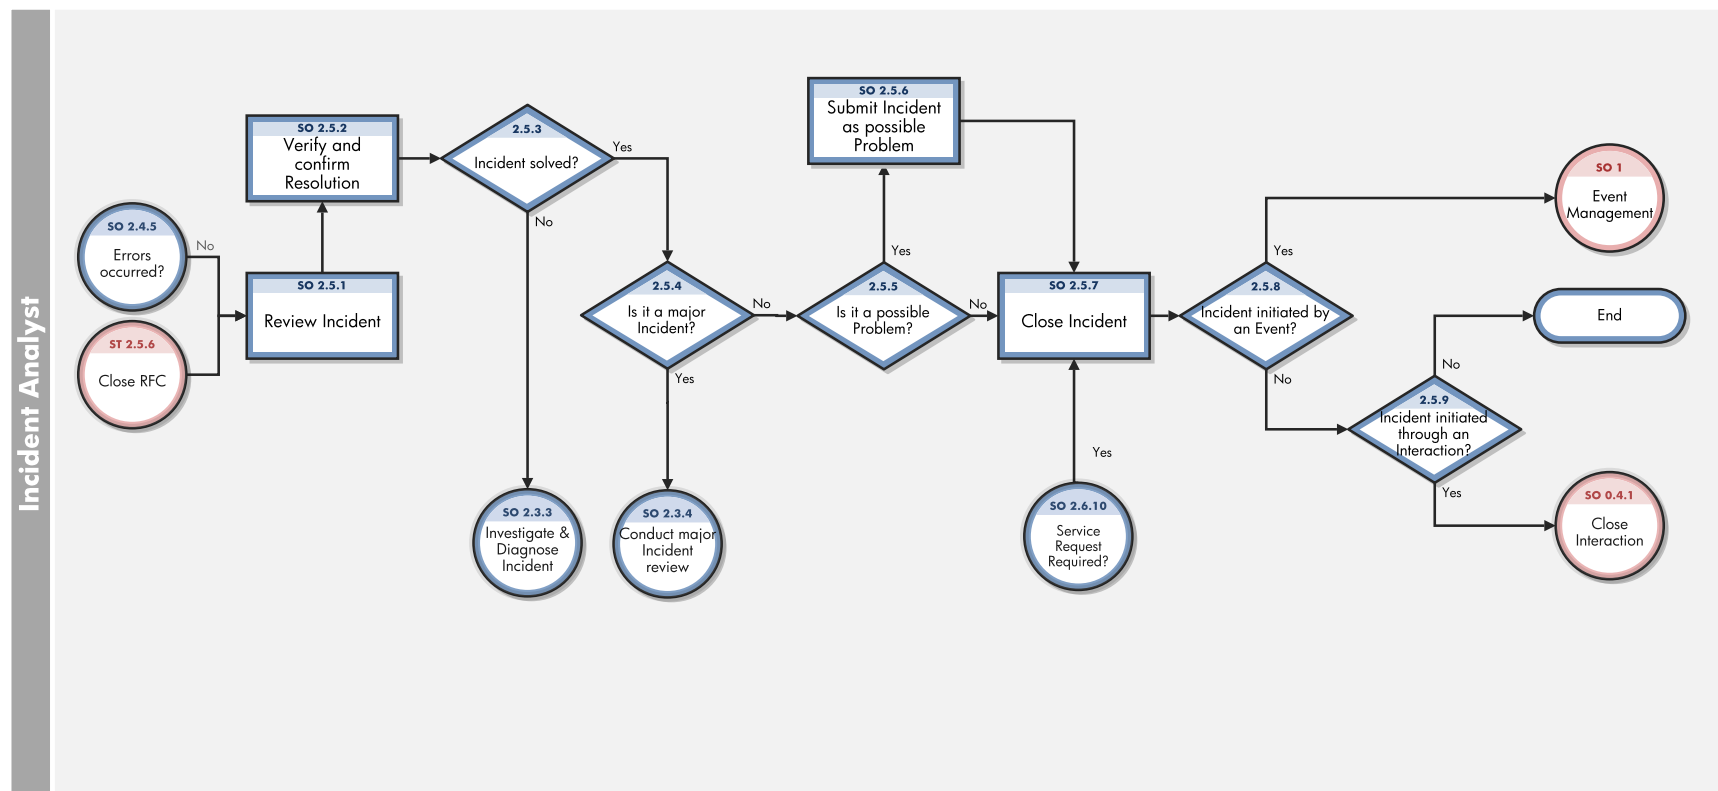 Incident Analyst
SO 2.4.5
Errors
occurred?
No
ST 2.5.6
Close RFC
SO 2.5.2
Verify and
confirm
Resolution
SO 2.5.1
Review Incident
2.5.3
Incident solved?
Yes
No
SO 2.3.3
Investigate &
Diagnose
Incident
2.5.4
Is it a major
Incident?
No
Yes
SO 2.3.4
Conduct major
Incident
review
SO 2.5.6
Submit Incident
as possible
Problem
Yes
2.5.5
Is it a possible
Problem?
No
SO 2.5.7
Close Incident
Yes
SO 2.6.10
Service
Request
Required?
2.5.8
Incident initiated by
an Event?
Yes
No
SO 1
Event
Management
End
No
2.5.9
Incident initiated
through an
Interaction?
Yes
SO 0.4.1
Close
Interaction